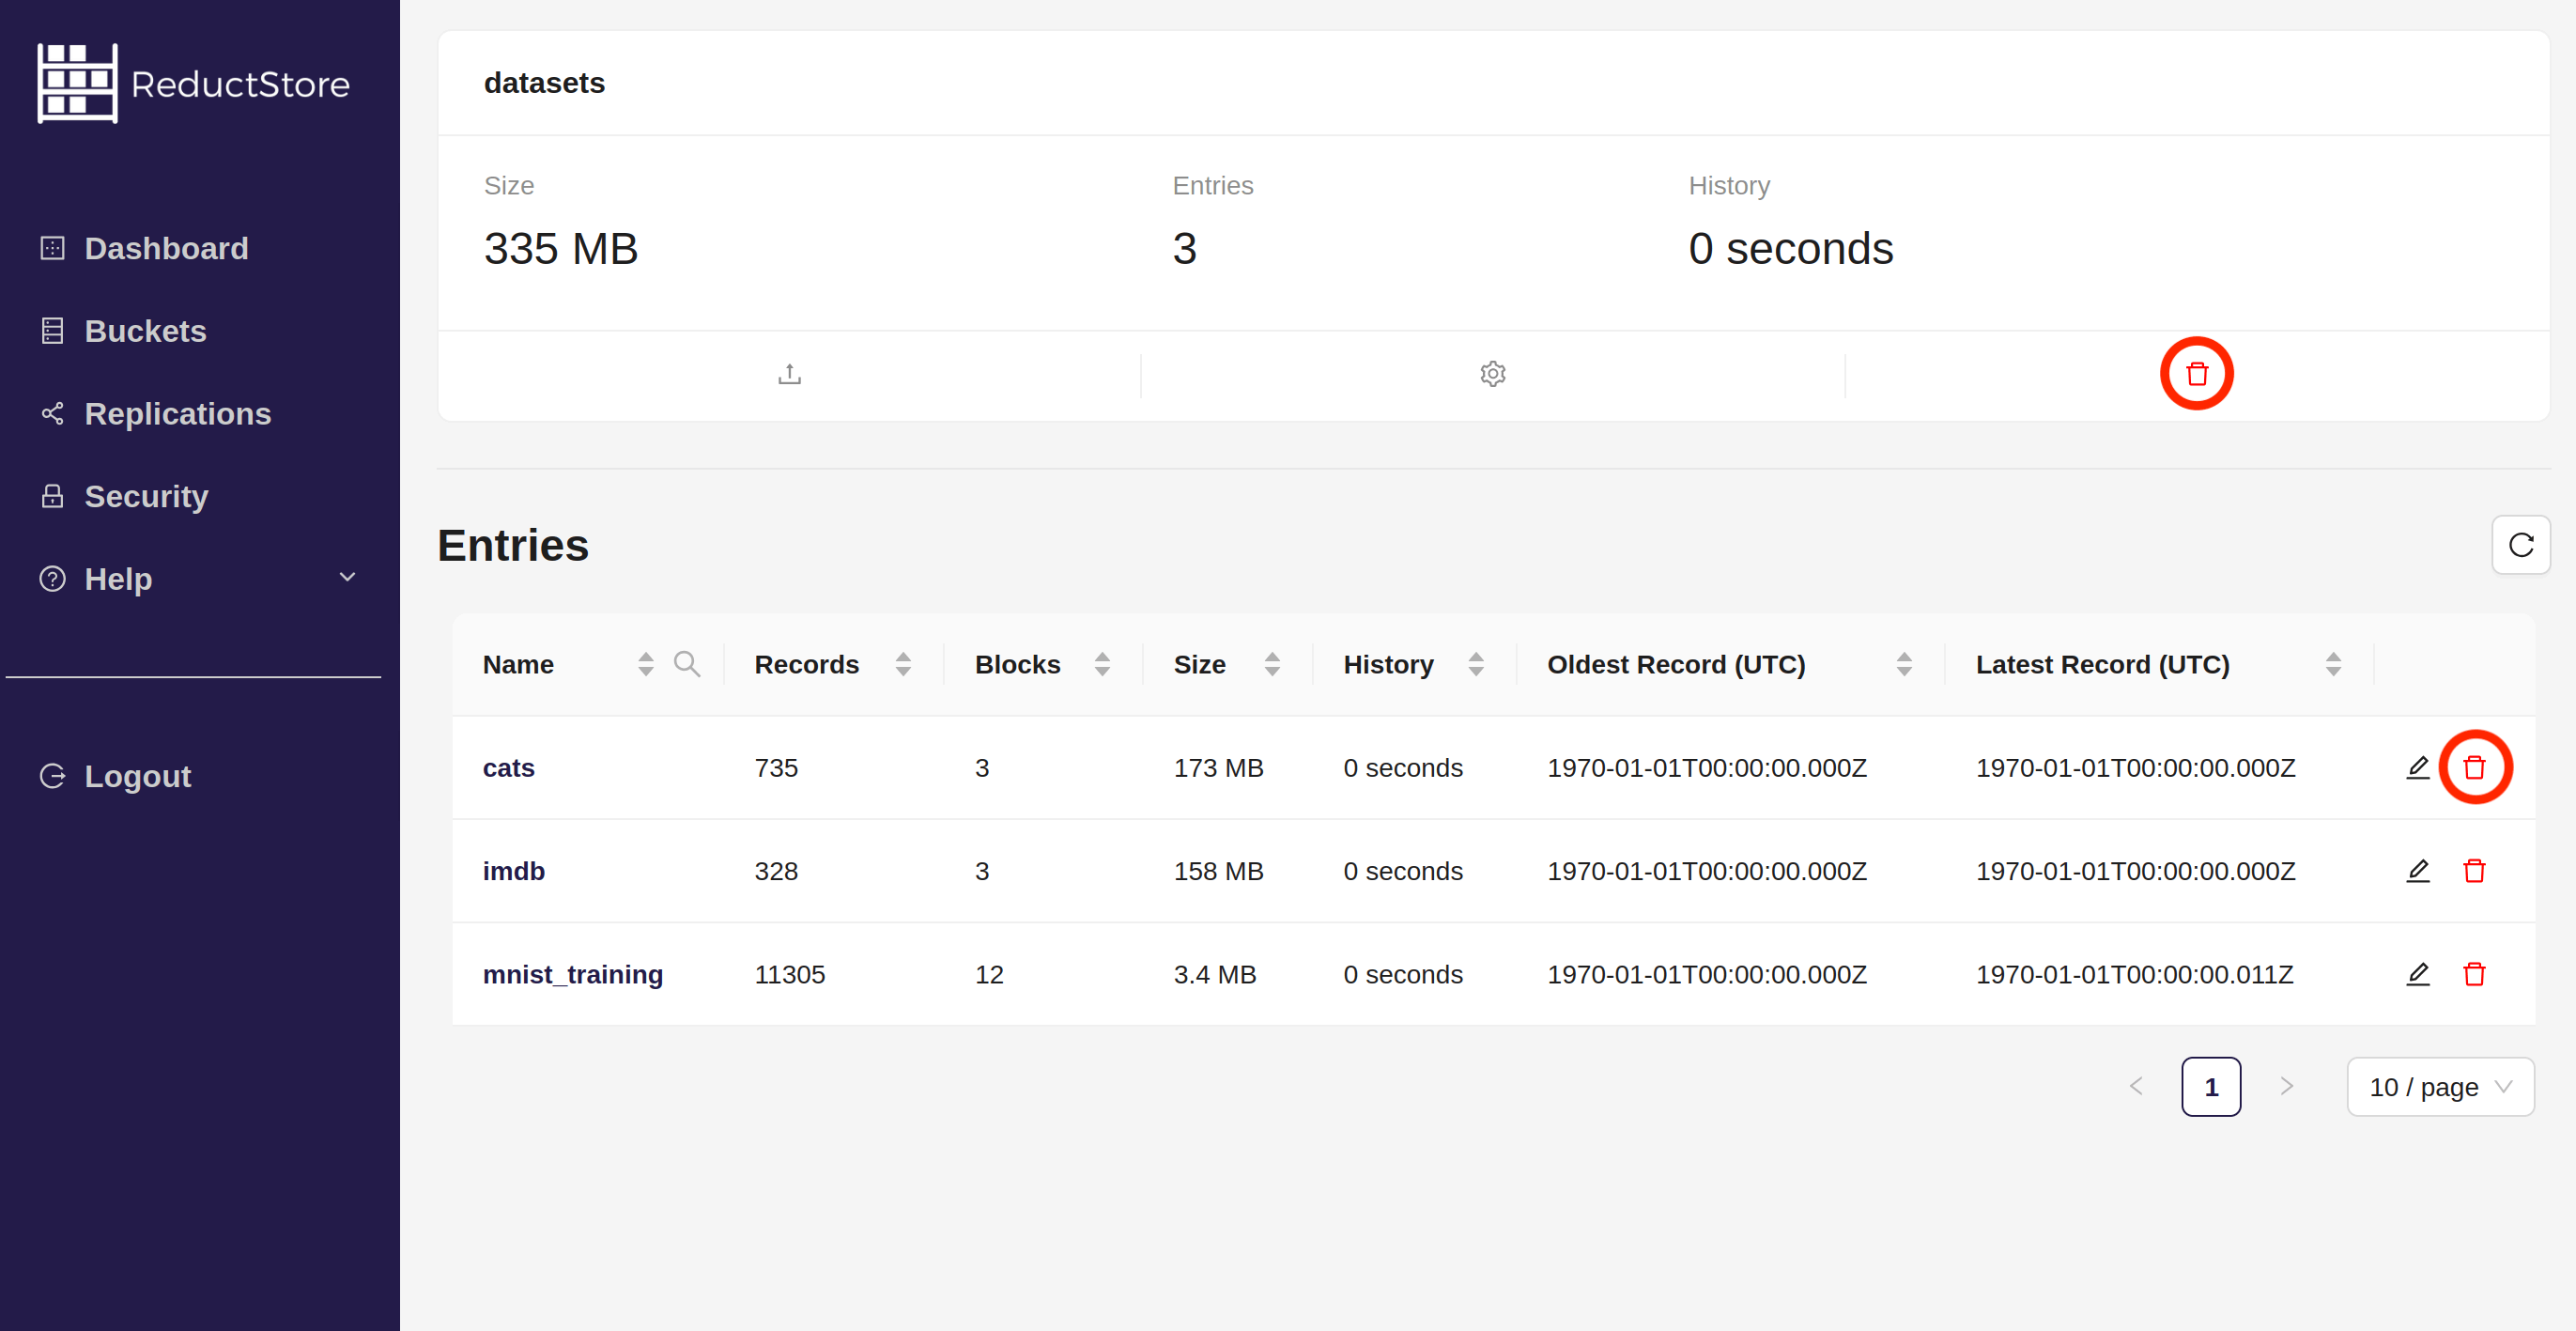 ReductStore
Dashboard
Buckets
Replications
Security
Help
Logout
datasets
Size Entries History
335 MB 3 0 seconds
Entries
Name Records Blocks Size History Oldest Record (UTC) Latest Record (UTC)
cats 735 3 173 MB 0 seconds 1970-01-01T00:00:00.000Z 1970-01-01T00:00:00.000Z
imdb 328 3 158 MB 0 seconds 1970-01-01T00:00:00.000Z 1970-01-01T00:00:00.000Z
mnist_training 11305 12 3.4 MB 0 seconds 1970-01-01T00:00:00.000Z 1970-01-01T00:00:00.011Z
1 10 / page